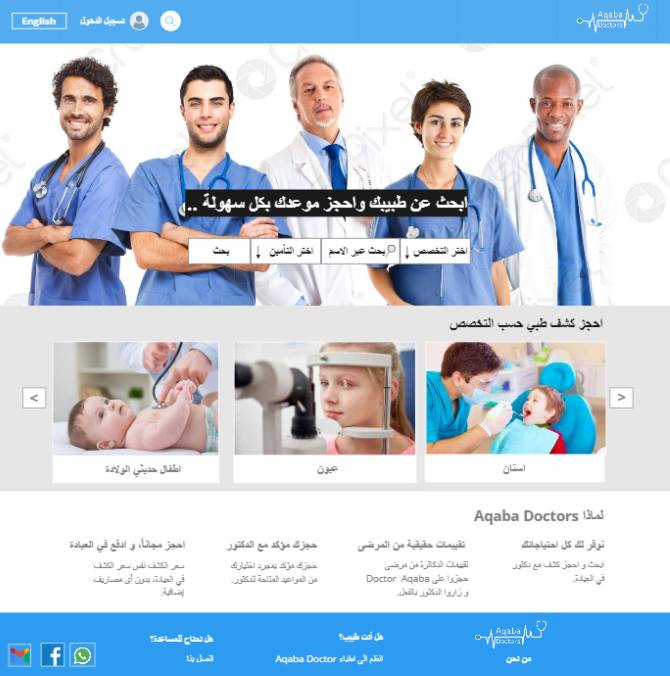 Aqaba
Doctors
تسجيل الدخول
English
ابحث عن طبيبك واحجز موعدك بكل سهولة ..
اختر التخصص
بحث عبر الاسم
اختر التأمين
بحث
احجز كشف طبي حسب التخصص
>
<
اسنان
عيون
اطفال حديثي الولادة
لماذا Aqaba Doctors
نوفر لك كل احتياجاتك
ابحث و احجز كشف مع دكتور
في العيادة.
تقييمات حقيقية من المرضى
تقييمات الدكاترة من مرضى
حجزوا على Doctor Aqaba
و زاروا الدكتور بالفعل.
حجزك مؤكد مع الدكتور
حجزك مؤكد بمجرد اختيارك
من المواعيد المتاحة للدكتور.
احجز مجاناً، و ادفع في العيادة
سعر الكشف نفس سعر الكشف
في العيادة، بدون أى مصاريف
إضافية.
Aqaba
Doctors
من نحن
هل أنت طبيب؟
انظم الى اطباء Aqaba Doctor
هل تحتاج للمساعدة؟
اتصل بنا